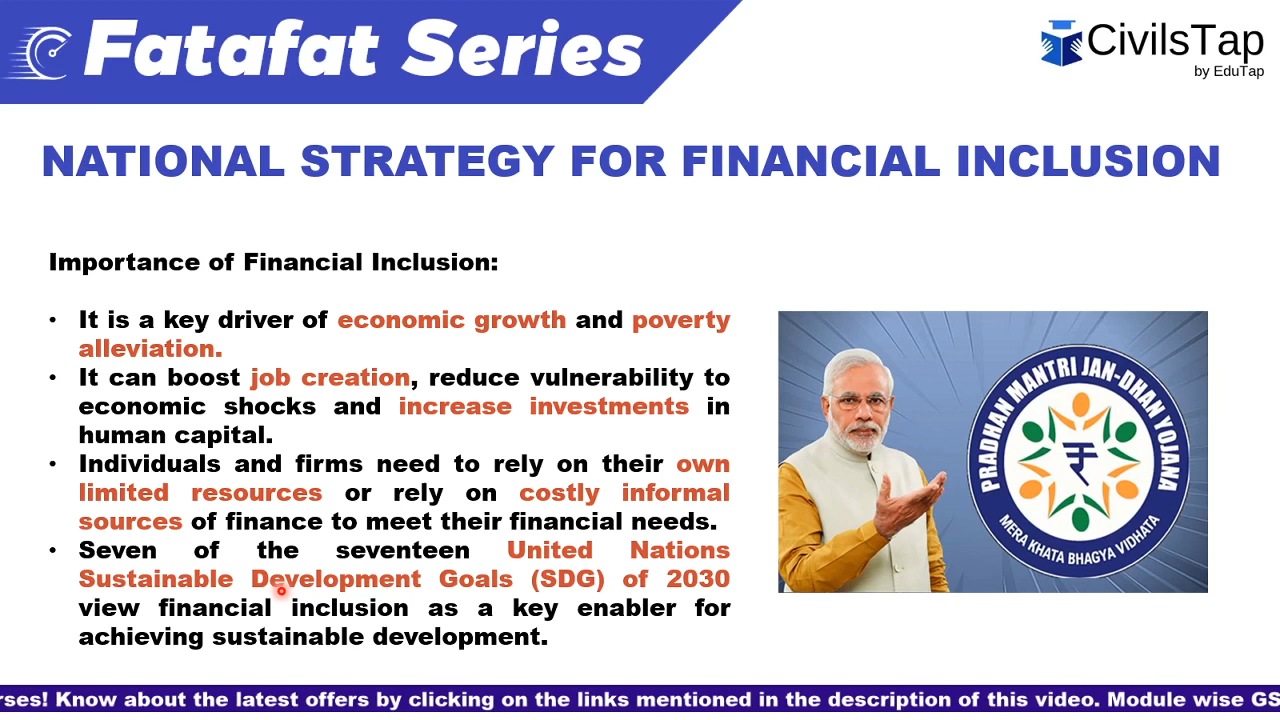 Fatafat Series
CivilsTap
by EduTap
NATIONAL STRATEGY FOR FINANCIAL INCLUSION
Importance of Financial Inclusion:
• It is a key driver of economic growth and poverty
alleviation.
• It can boost job creation, reduce vulnerability to
economic shocks and increase investments in
human capital.
• Individuals and firms need to rely on their own
limited resources or rely on costly informal
sources of finance to meet their financial needs.
• Seven of the seventeen United Nations
Sustainable Development Goals (SDG) of 2030
view financial inclusion as a key enabler for
achieving sustainable development.
PRADHAN MANTRI JAN-DHAN YOJANA
₹
MERA KHATA BHAGYA VIDHATA
rses! Know about the latest offers by clicking on the links mentioned in the description of this video. Module wise GS